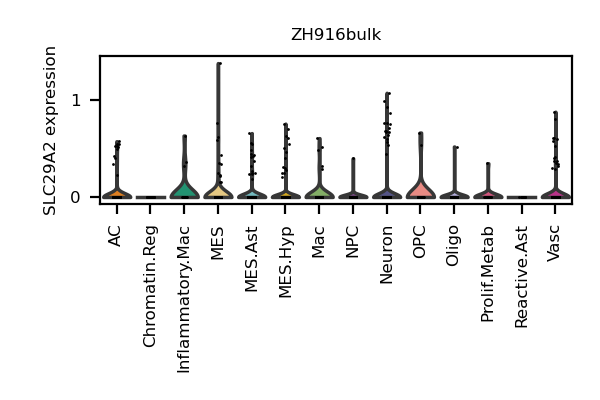 ZH916bulk
SLC29A2 expression
1
0
AC
Chromatin.Reg
Inflammatory.Mac
MES
MES.Ast
MES.Hyp
Mac
NPC
Neuron
OPC
Oligo
Prolif.Metab
Reactive.Ast
Vasc